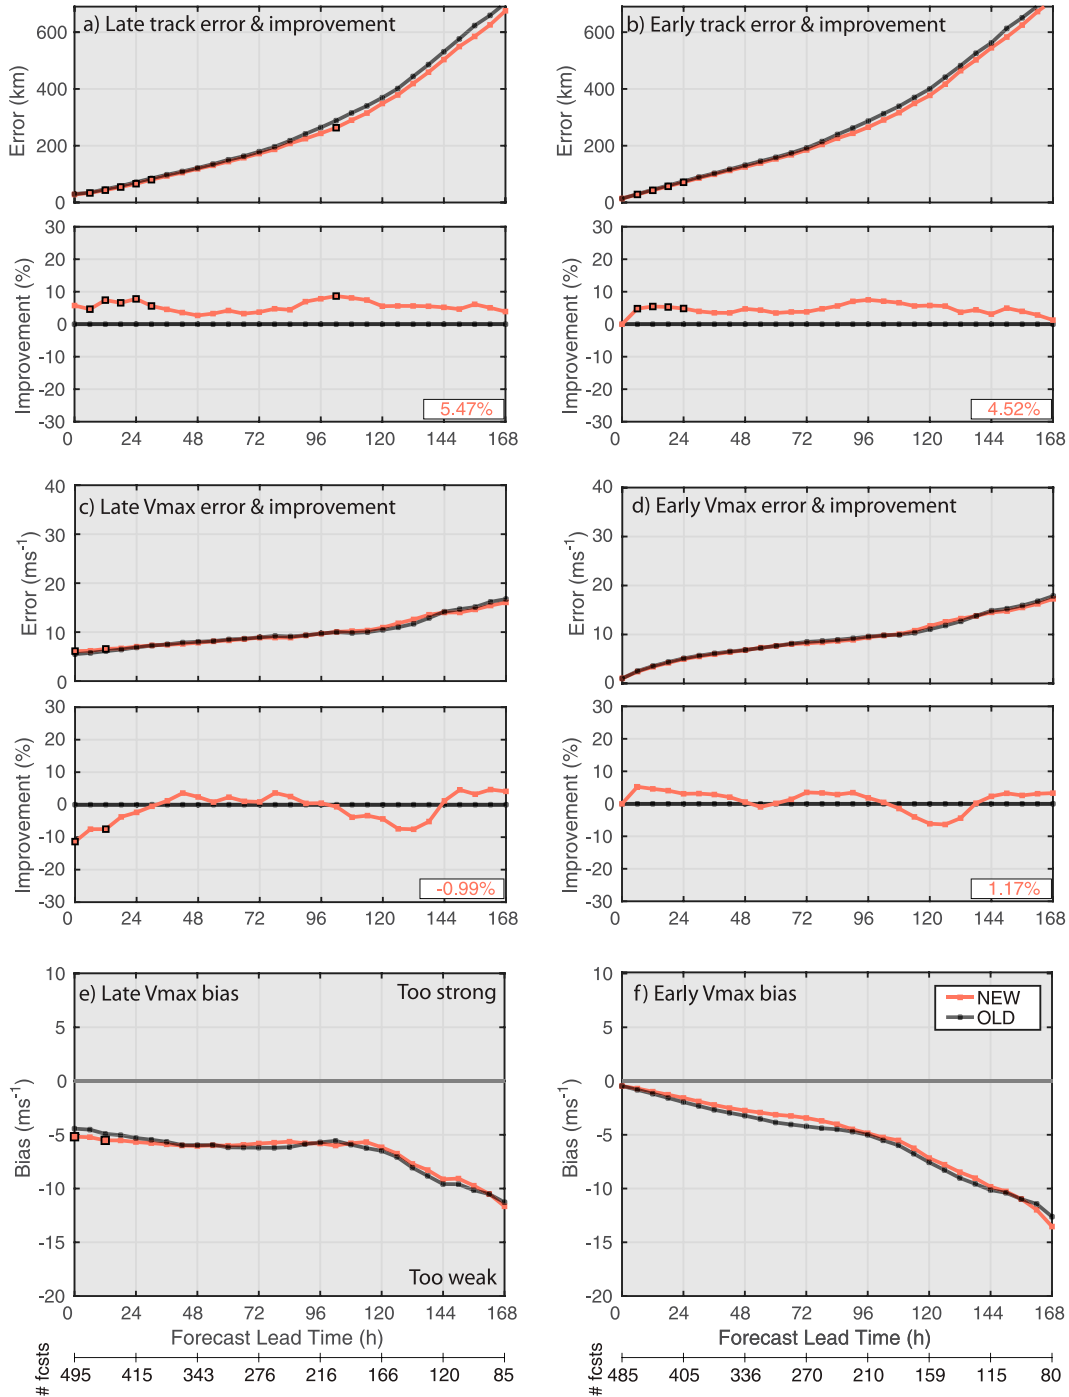 a) Late track error & improvement
Error (km)
600
400
200
0
b) Early track error & improvement
Error (km)
600
400
200
0
Improvement (%)
30
20
10
0
-10
-20
-30
5.47%
0 24 48 72 96 120 144 168
Improvement (%)
30
20
10
0
-10
-20
-30
4.52%
0 24 48 72 96 120 144 168
c) Late Vmax error & improvement
Error (ms-1)
40
30
20
10
0
d) Early Vmax error & improvement
Error (ms-1)
40
30
20
10
0
Improvement (%)
30
20
10
0
-10
-20
-30
-0.99%
0 24 48 72 96 120 144 168
Improvement (%)
30
20
10
0
-10
-20
-30
1.17%
0 24 48 72 96 120 144 168
e) Late Vmax bias
Too strong
Too weak
Bias (ms-1)
10
5
0
-5
-10
-15
-20
0 24 48 72 96 120 144 168
Forecast Lead Time (h)
# fcsts
495 415 343 276 216 166 120 85
f) Early Vmax bias
NEW
OLD
Bias (ms-1)
10
5
0
-5
-10
-15
-20
0 24 48 72 96 120 144 168
Forecast Lead Time (h)
# fcsts
485 405 336 270 210 159 115 80